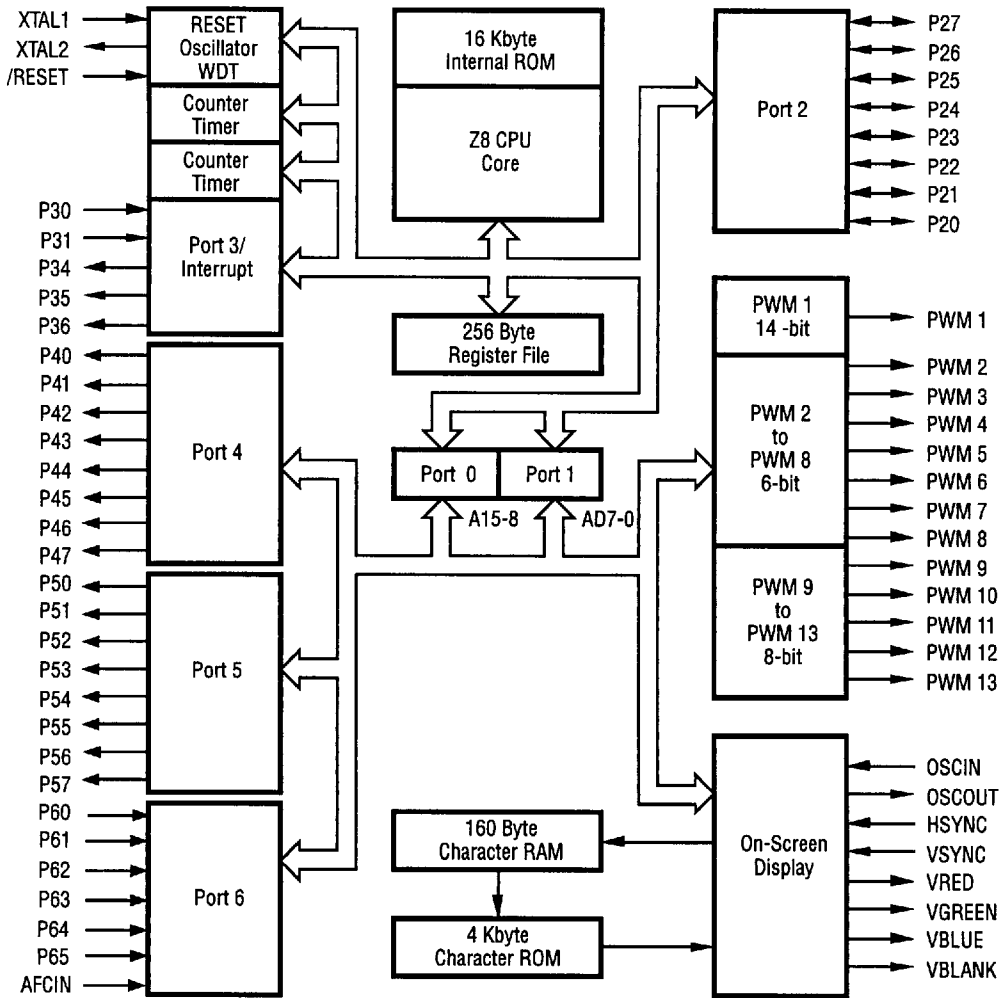 XTAL1
XTAL2
/RESET
RESET
Oscillator
WDT
Counter
Timer
Counter
Timer
P30
P31
P34
P35
P36
Port 3/
Interrupt
16 Kbyte
Internal ROM
Z8 CPU
Core
256 Byte
Register File
Port 2
P27
P26
P25
P24
P23
P22
P21
P20
P40
P41
P42
P43
P44
P45
P46
P47
Port 4
Port 0
Port 1
A15-8
AD7-0
PWM 1
14 -bit
PWM 2
to
PWM 8
6-bit
PWM 9
to
PWM 13
8-bit
PWM 1
PWM 2
PWM 3
PWM 4
PWM 5
PWM 6
PWM 7
PWM 8
PWM 9
PWM 10
PWM 11
PWM 12
PWM 13
P50
P51
P52
P53
P54
P55
P56
P57
Port 5
P60
P61
P62
P63
P64
P65
AFCIN
Port 6
160 Byte
Character RAM
4 Kbyte
Character ROM
On-Screen
Display
OSCIN
OSCOUT
HSYNC
VSYNC
VRED
VGREEN
VBLUE
VBLANK